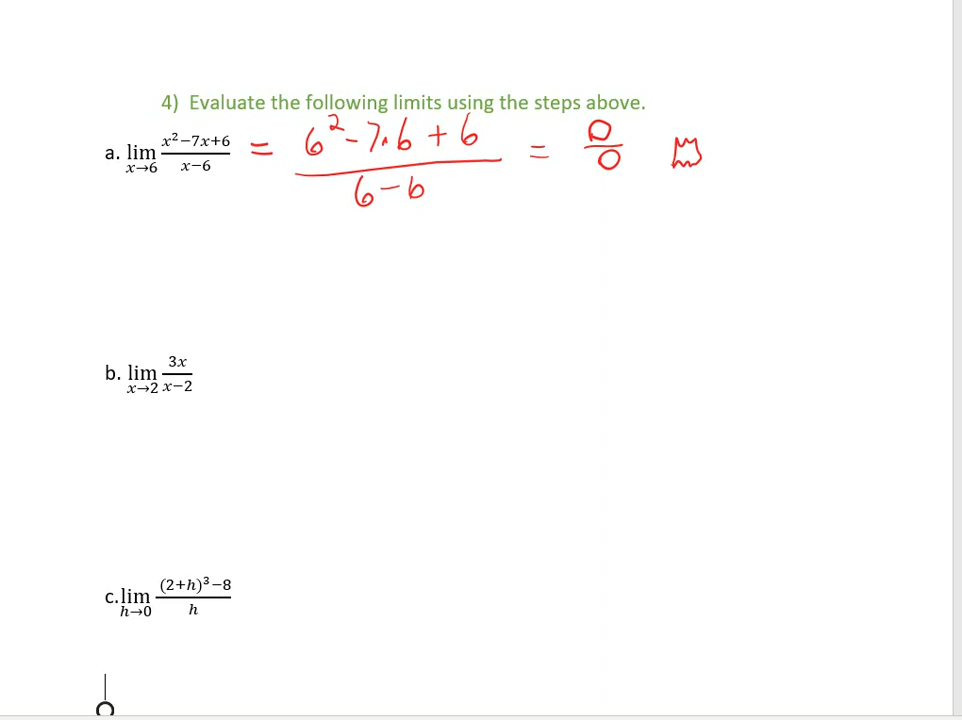 4) Evaluate the following limits using the steps above.
a. lim x→6 (x²−7x+6)/(x−6) = (6²-7·6+6)/(6-6) = 0/0
b. lim x→2 3x/(x−2)
c. lim h→0 ((2+h)³−8)/h